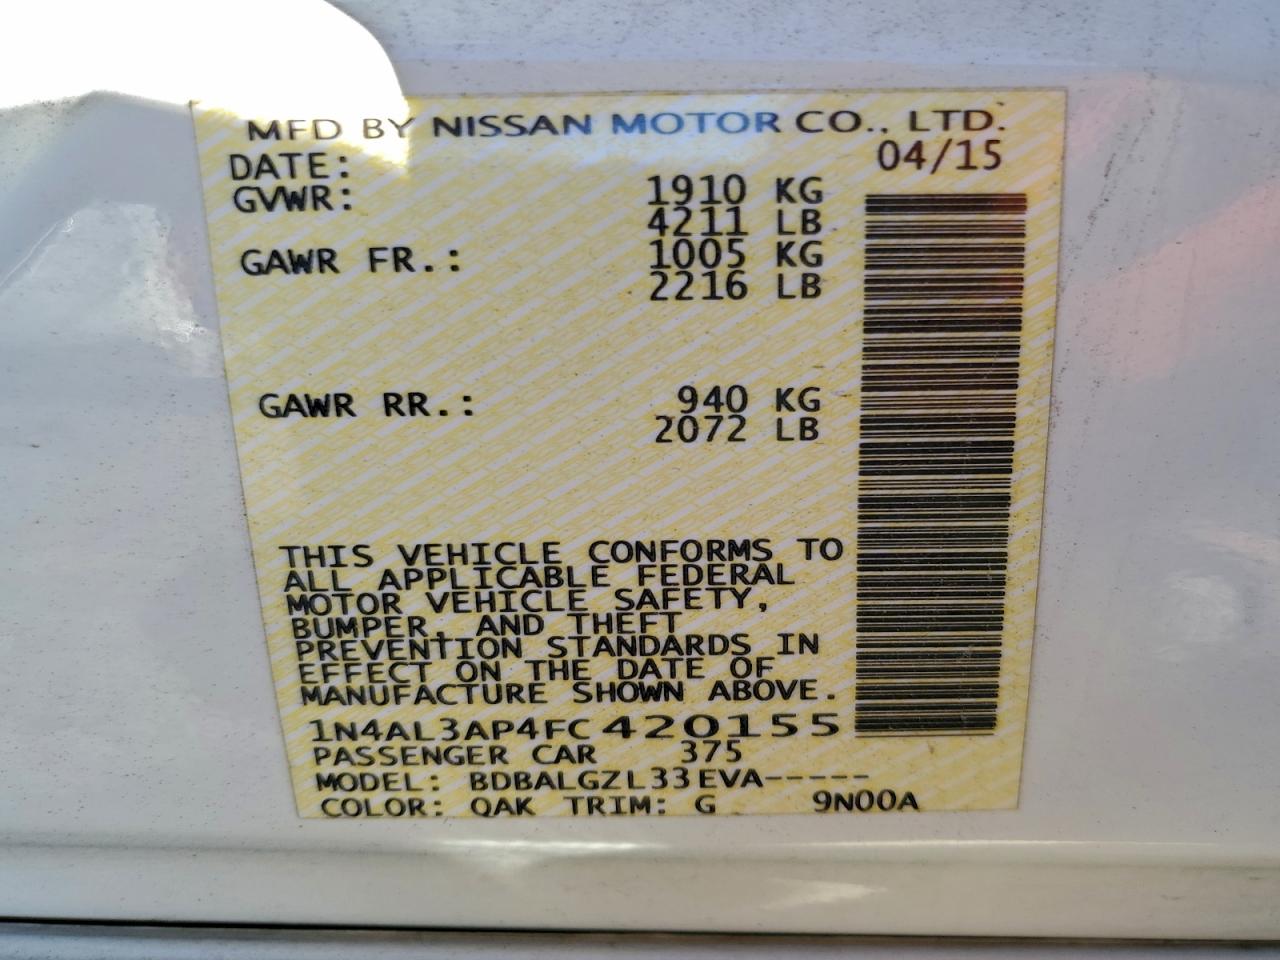 MFD BY NISSAN MOTOR CO., LTD.
DATE: 04/15
GVWR: 1910 KG
4211 LB
GAWR FR.: 1005 KG
2216 LB
GAWR RR.: 940 KG
2072 LB
THIS VEHICLE CONFORMS TO
ALL APPLICABLE FEDERAL
MOTOR VEHICLE SAFETY,
BUMPER, AND THEFT
PREVENTION STANDARDS IN
EFFECT ON THE DATE OF
MANUFACTURE SHOWN ABOVE.
1N4AL3AP4FC420155
PASSENGER CAR 375
MODEL: BDBALGZL33EVA-----
COLOR: QAK TRIM: G 9N00A